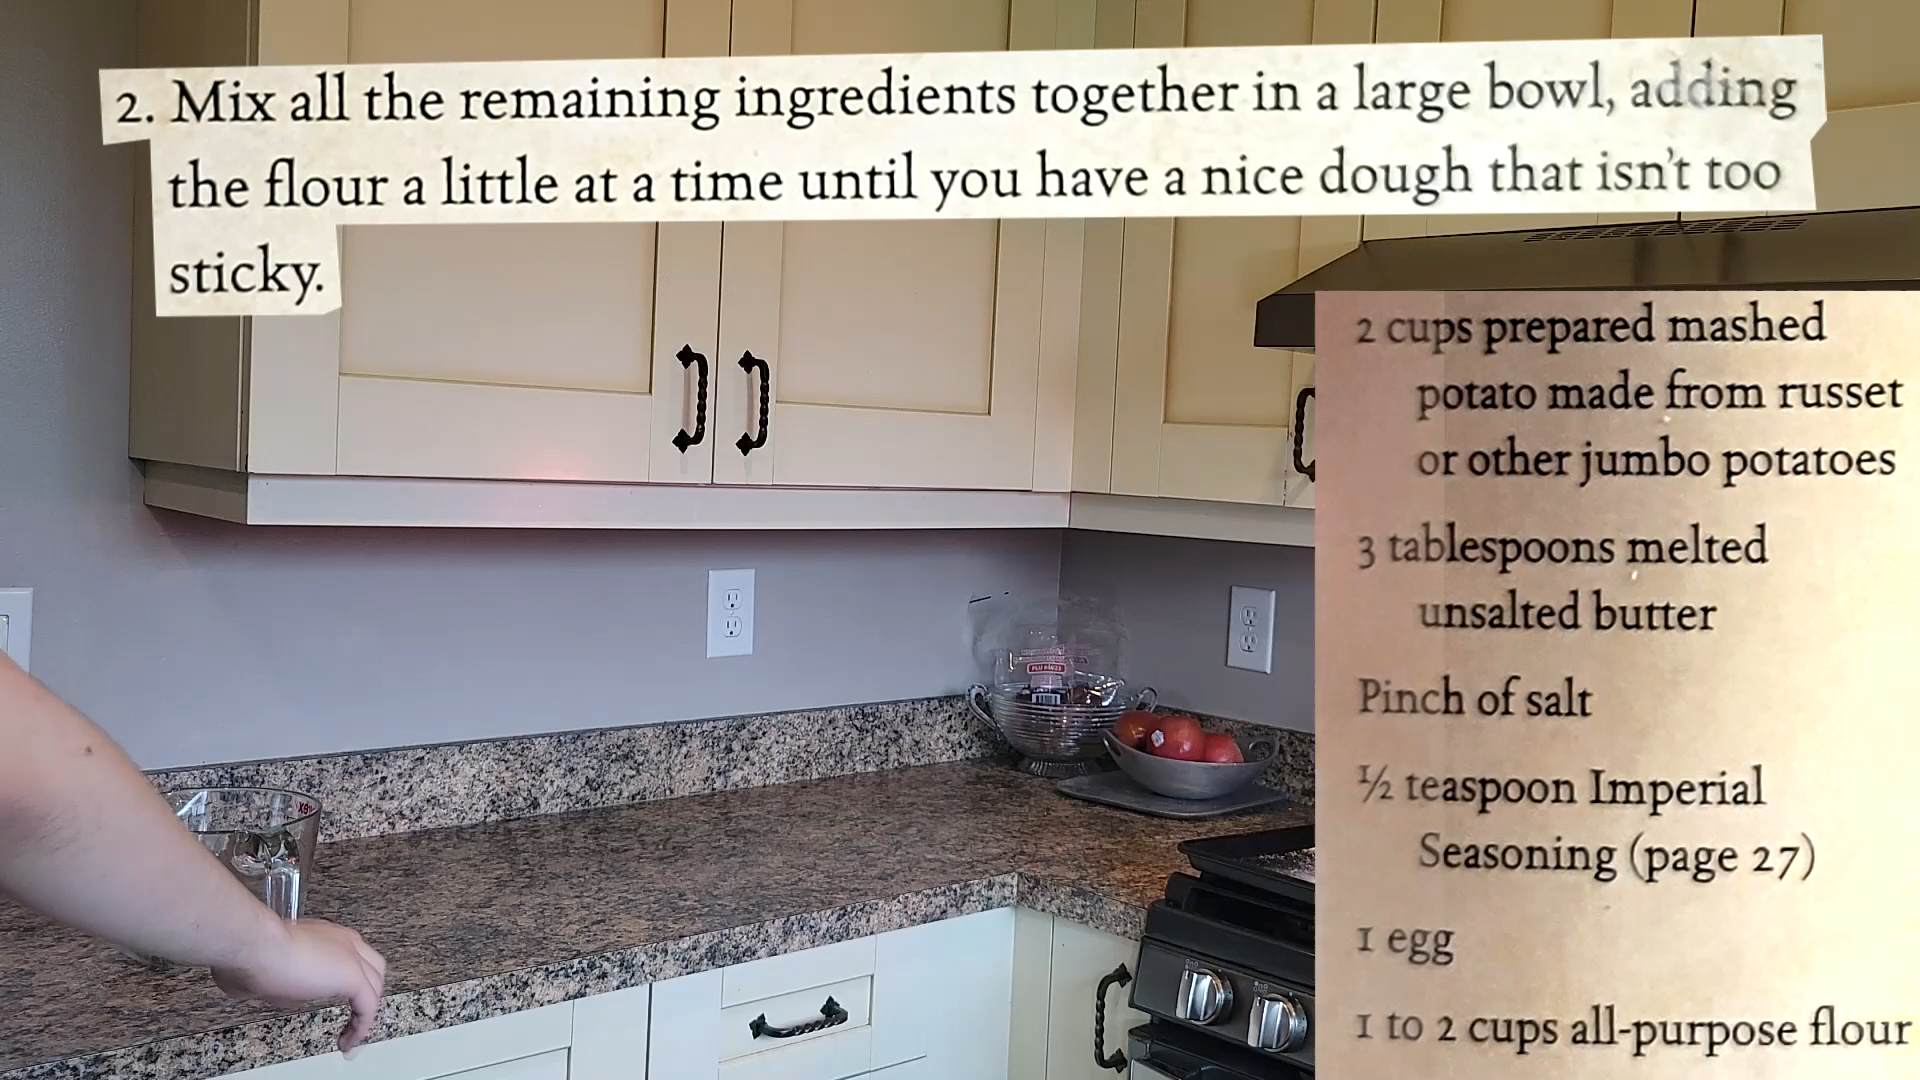 2. Mix all the remaining ingredients together in a large bowl, adding
the flour a little at a time until you have a nice dough that isn't too
sticky.
2 cups prepared mashed
potato made from russet
or other jumbo potatoes
3 tablespoons melted
unsalted butter
Pinch of salt
½ teaspoon Imperial
Seasoning (page 27)
1 egg
1 to 2 cups all-purpose flour